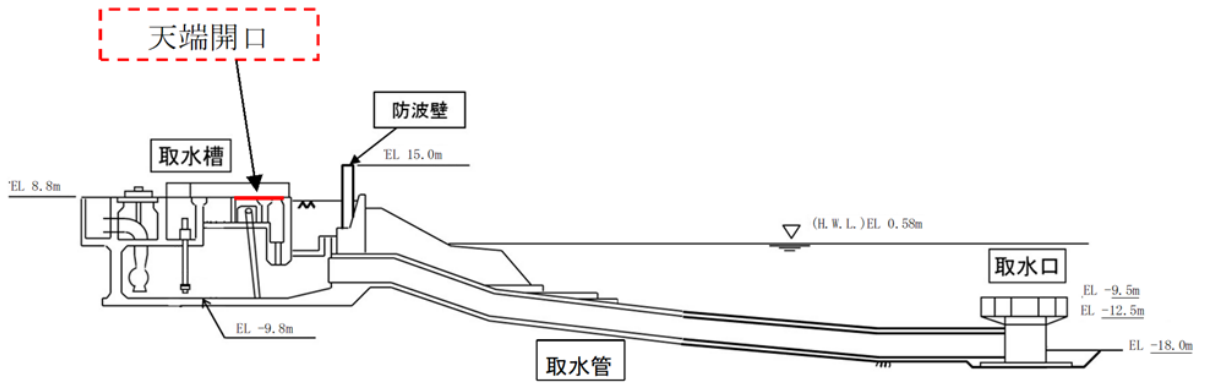 天端開口
防波壁
取水槽
EL 15.0m
EL 8.8m
(H.W.L.)EL 0.58m
取水口
EL -9.5m
EL -12.5m
EL -9.8m
EL -18.0m
取水管